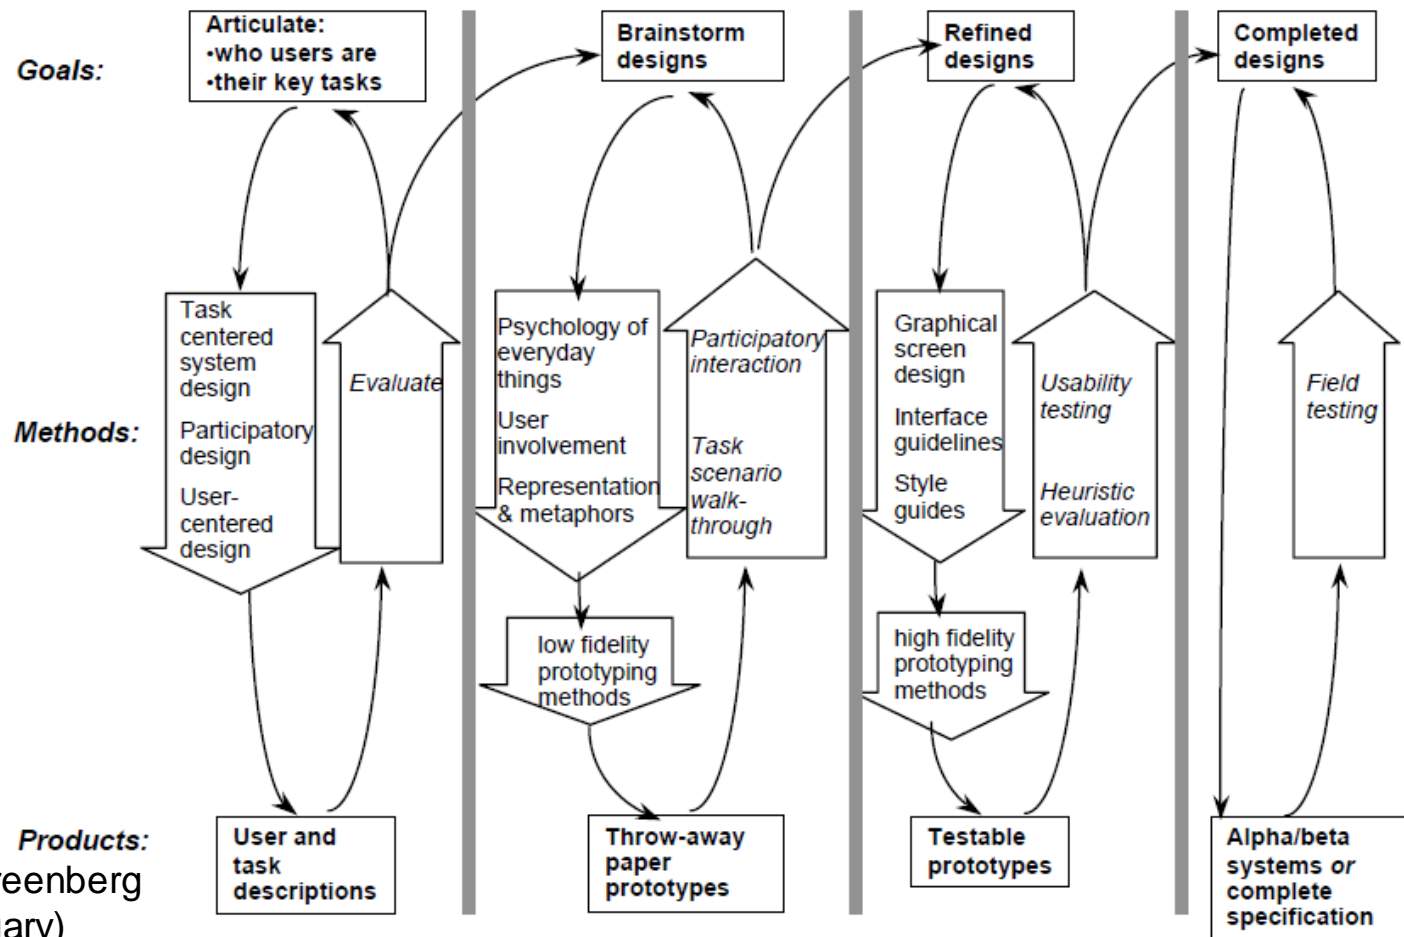 Goals:
Articulate:
•who users are
•their key tasks
Brainstorm
designs
Refined
designs
Completed
designs
Methods:
Task
centered
system
design
Participatory
design
User-
centered
design
Evaluate
Psychology of
everyday
things
User
involvement
Representation
& metaphors
Participatory
interaction
Task
scenario
walk-
through
Graphical
screen
design
Interface
guidelines
Style
guides
Usability
testing
Heuristic
evaluation
Field
testing
low fidelity
prototyping
methods
high fidelity
prototyping
methods
Products:
User and
task
descriptions
Throw-away
paper
prototypes
Testable
prototypes
Alpha/beta
systems or
complete
specification
reenberg
gary)